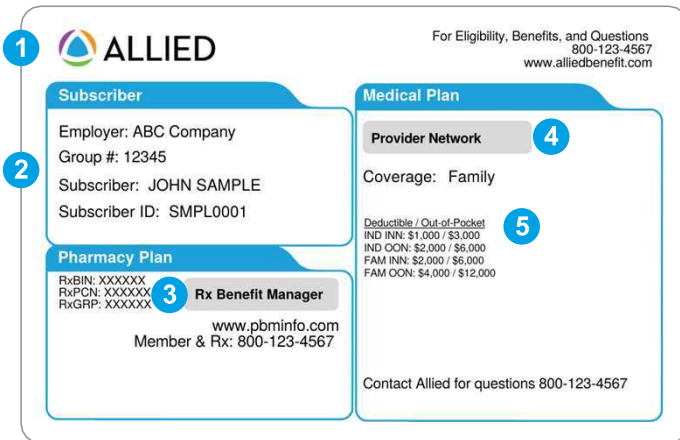 1
ALLIED
For Eligibility, Benefits, and Questions
800-123-4567
www.alliedbenefit.com
Subscriber
2
Employer: ABC Company
Group #: 12345
Subscriber: JOHN SAMPLE
Subscriber ID: SMPL0001
Pharmacy Plan
RxBIN: XXXXXX
RxPCN: XXXXXX
RxGRP: XXXXXX
3
Rx Benefit Manager
www.pbminfo.com
Member & Rx: 800-123-4567
Medical Plan
Provider Network
4
Coverage: Family
Deductible / Out-of-Pocket
5
IND INN: $1,000 / $3,000
IND OON: $2,000 / $6,000
FAM INN: $2,000 / $6,000
FAM OON: $4,000 / $12,000
Contact Allied for questions 800-123-4567